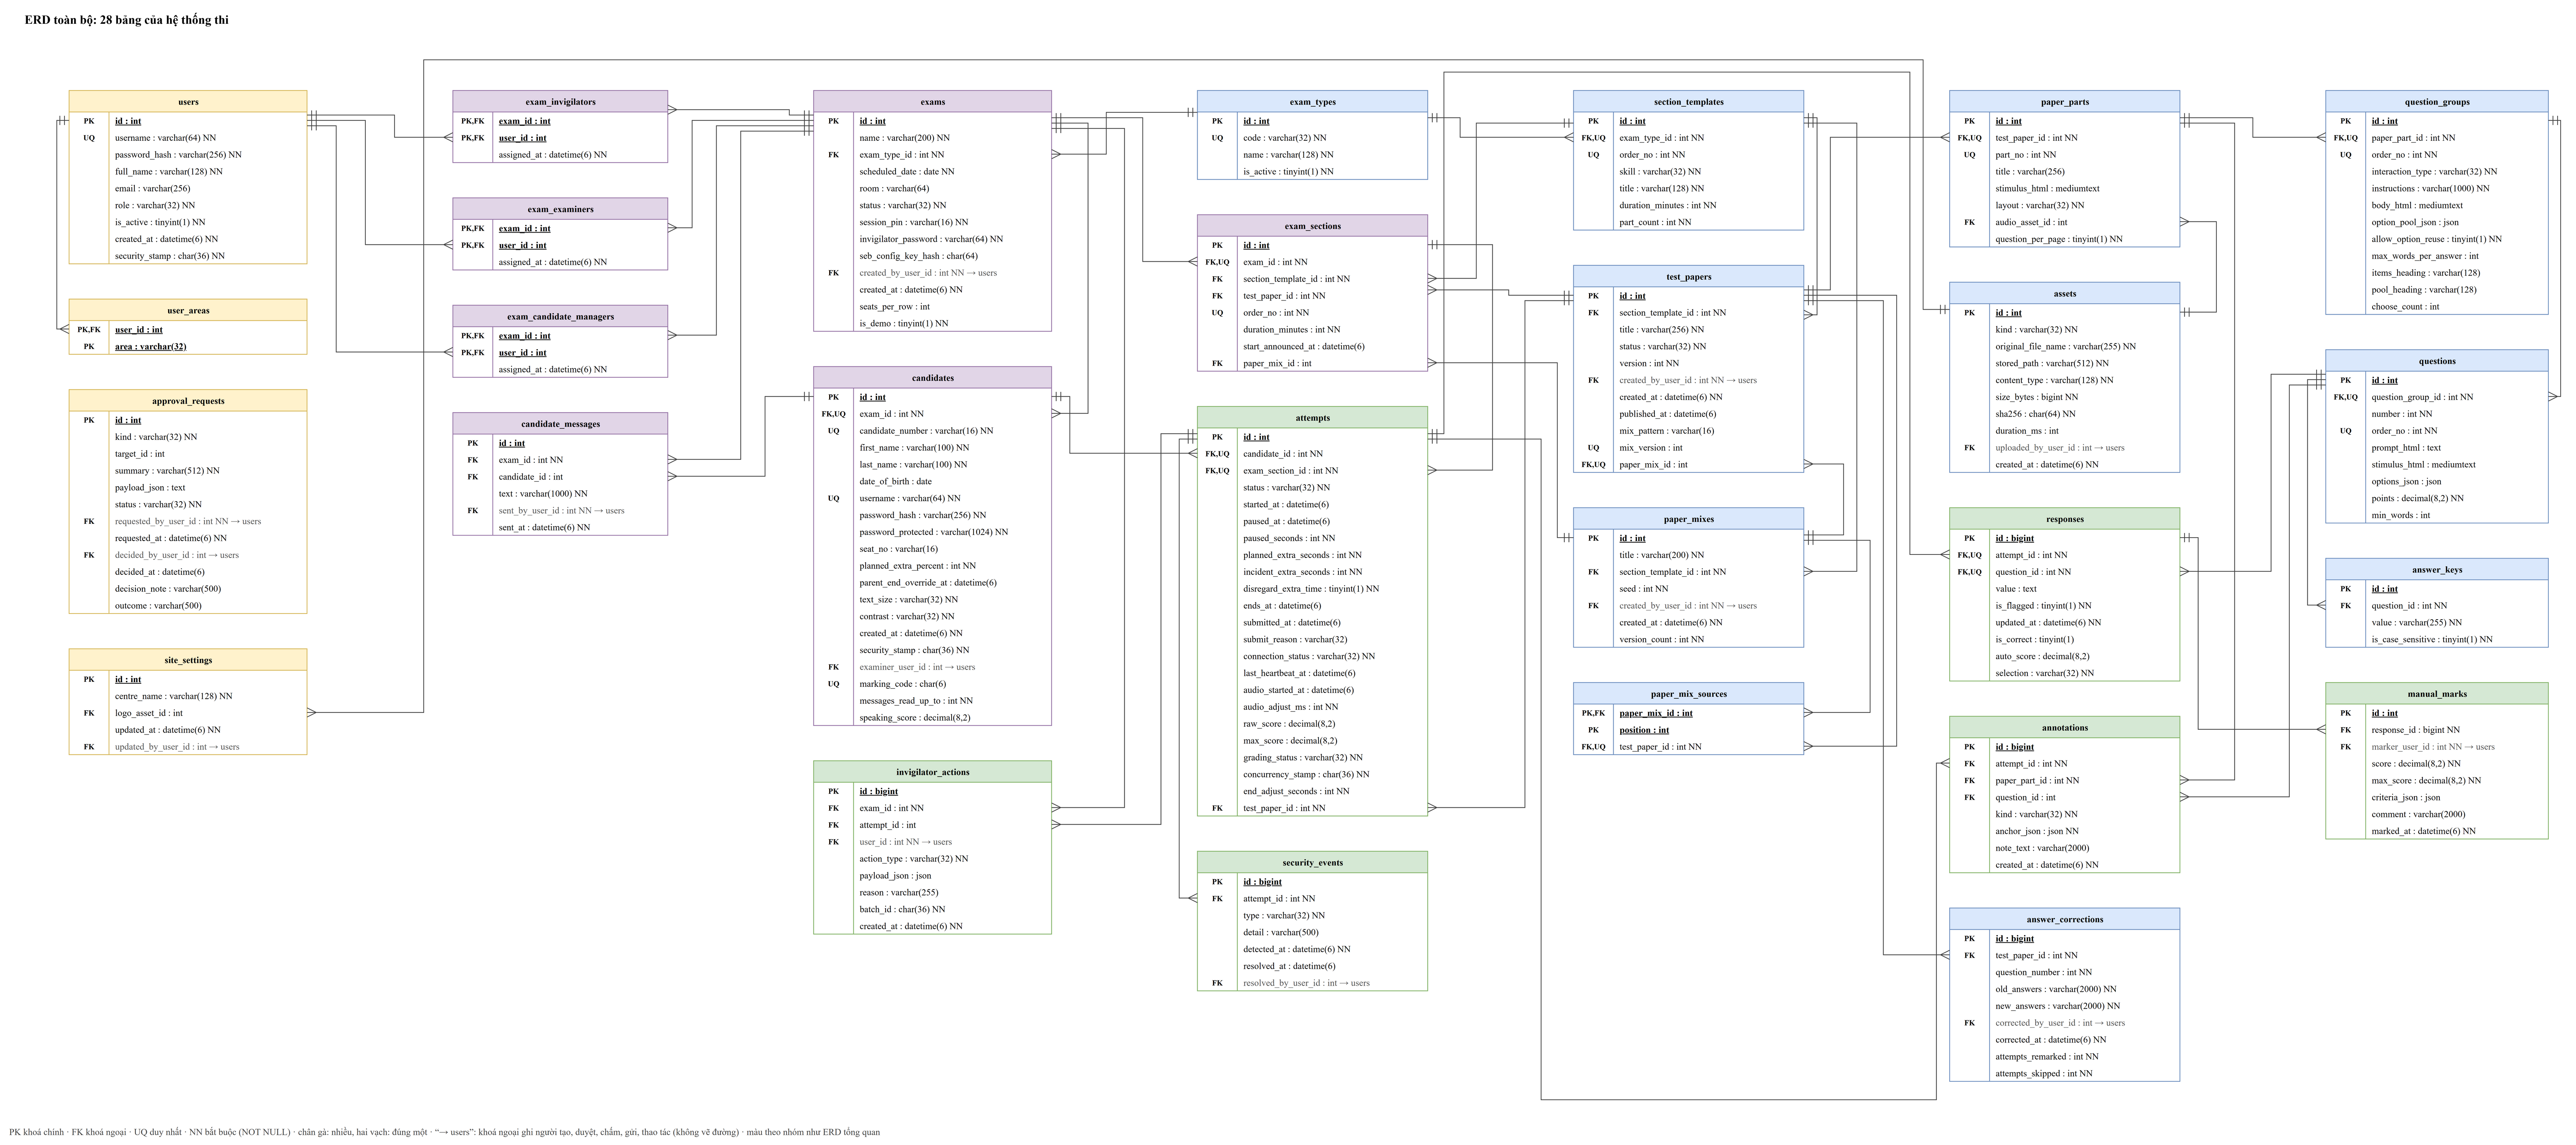 ERD toàn bộ: 28 bảng của hệ thống thi
users
PK id : int
UQ username : varchar(64) NN
password_hash : varchar(256) NN
full_name : varchar(128) NN
email : varchar(256)
role : varchar(32) NN
is_active : tinyint(1) NN
created_at : datetime(6) NN
security_stamp : char(36) NN
user_areas
PK,FK user_id : int
PK area : varchar(32)
approval_requests
PK id : int
kind : varchar(32) NN
target_id : int
summary : varchar(512) NN
payload_json : text
status : varchar(32) NN
FK requested_by_user_id : int NN → users
requested_at : datetime(6) NN
FK decided_by_user_id : int → users
decided_at : datetime(6)
decision_note : varchar(500)
outcome : varchar(500)
site_settings
PK id : int
centre_name : varchar(128) NN
FK logo_asset_id : int
updated_at : datetime(6) NN
FK updated_by_user_id : int → users
exam_invigilators
PK,FK exam_id : int
PK,FK user_id : int
assigned_at : datetime(6) NN
exam_examiners
PK,FK exam_id : int
PK,FK user_id : int
assigned_at : datetime(6) NN
exam_candidate_managers
PK,FK exam_id : int
PK,FK user_id : int
assigned_at : datetime(6) NN
candidate_messages
PK id : int
FK exam_id : int NN
FK candidate_id : int
text : varchar(1000) NN
FK sent_by_user_id : int NN → users
sent_at : datetime(6) NN
exams
PK id : int
name : varchar(200) NN
FK exam_type_id : int NN
scheduled_date : date NN
room : varchar(64)
status : varchar(32) NN
session_pin : varchar(16) NN
invigilator_password : varchar(64) NN
seb_config_key_hash : char(64)
FK created_by_user_id : int NN → users
created_at : datetime(6) NN
seats_per_row : int
is_demo : tinyint(1) NN
candidates
PK id : int
FK,UQ exam_id : int NN
UQ candidate_number : varchar(16) NN
first_name : varchar(100) NN
last_name : varchar(100) NN
date_of_birth : date
UQ username : varchar(64) NN
password_hash : varchar(256) NN
password_protected : varchar(1024) NN
seat_no : varchar(16)
planned_extra_percent : int NN
parent_end_override_at : datetime(6)
text_size : varchar(32) NN
contrast : varchar(32) NN
created_at : datetime(6) NN
security_stamp : char(36) NN
FK examiner_user_id : int → users
UQ marking_code : char(6)
messages_read_up_to : int NN
speaking_score : decimal(8,2)
invigilator_actions
PK id : bigint
FK exam_id : int NN
FK attempt_id : int
FK user_id : int NN → users
action_type : varchar(32) NN
payload_json : json
reason : varchar(255)
batch_id : char(36) NN
created_at : datetime(6) NN
exam_types
PK id : int
UQ code : varchar(32) NN
name : varchar(128) NN
is_active : tinyint(1) NN
exam_sections
PK id : int
FK,UQ exam_id : int NN
FK section_template_id : int NN
FK test_paper_id : int NN
UQ order_no : int NN
duration_minutes : int NN
start_announced_at : datetime(6)
FK paper_mix_id : int
attempts
PK id : int
FK,UQ candidate_id : int NN
FK,UQ exam_section_id : int NN
status : varchar(32) NN
started_at : datetime(6)
paused_at : datetime(6)
paused_seconds : int NN
planned_extra_seconds : int NN
incident_extra_seconds : int NN
disregard_extra_time : tinyint(1) NN
ends_at : datetime(6)
submitted_at : datetime(6)
submit_reason : varchar(32)
connection_status : varchar(32) NN
last_heartbeat_at : datetime(6)
audio_started_at : datetime(6)
audio_adjust_ms : int NN
raw_score : decimal(8,2)
max_score : decimal(8,2)
grading_status : varchar(32) NN
concurrency_stamp : char(36) NN
end_adjust_seconds : int NN
FK test_paper_id : int NN
security_events
PK id : bigint
FK attempt_id : int NN
type : varchar(32) NN
detail : varchar(500)
detected_at : datetime(6) NN
resolved_at : datetime(6)
FK resolved_by_user_id : int → users
section_templates
PK id : int
FK,UQ exam_type_id : int NN
UQ order_no : int NN
skill : varchar(32) NN
title : varchar(128) NN
duration_minutes : int NN
part_count : int NN
test_papers
PK id : int
FK section_template_id : int NN
title : varchar(256) NN
status : varchar(32) NN
version : int NN
FK created_by_user_id : int NN → users
created_at : datetime(6) NN
published_at : datetime(6)
mix_pattern : varchar(16)
UQ mix_version : int
FK,UQ paper_mix_id : int
paper_mixes
PK id : int
title : varchar(200) NN
FK section_template_id : int NN
seed : int NN
FK created_by_user_id : int NN → users
created_at : datetime(6) NN
version_count : int NN
paper_mix_sources
PK,FK paper_mix_id : int
PK position : int
FK,UQ test_paper_id : int NN
paper_parts
PK id : int
FK,UQ test_paper_id : int NN
UQ part_no : int NN
title : varchar(256)
stimulus_html : mediumtext
layout : varchar(32) NN
FK audio_asset_id : int
question_per_page : tinyint(1) NN
assets
PK id : int
kind : varchar(32) NN
original_file_name : varchar(255) NN
stored_path : varchar(512) NN
content_type : varchar(128) NN
size_bytes : bigint NN
sha256 : char(64) NN
duration_ms : int
FK uploaded_by_user_id : int → users
created_at : datetime(6) NN
responses
PK id : bigint
FK,UQ attempt_id : int NN
FK,UQ question_id : int NN
value : text
is_flagged : tinyint(1) NN
updated_at : datetime(6) NN
is_correct : tinyint(1)
auto_score : decimal(8,2)
selection : varchar(32) NN
annotations
PK id : bigint
FK attempt_id : int NN
FK paper_part_id : int NN
FK question_id : int
kind : varchar(32) NN
anchor_json : json NN
note_text : varchar(2000)
created_at : datetime(6) NN
answer_corrections
PK id : bigint
FK test_paper_id : int NN
question_number : int NN
old_answers : varchar(2000) NN
new_answers : varchar(2000) NN
FK corrected_by_user_id : int → users
corrected_at : datetime(6) NN
attempts_remarked : int NN
attempts_skipped : int NN
question_groups
PK id : int
FK,UQ paper_part_id : int NN
UQ order_no : int NN
interaction_type : varchar(32) NN
instructions : varchar(1000) NN
body_html : mediumtext
option_pool_json : json
allow_option_reuse : tinyint(1) NN
max_words_per_answer : int
items_heading : varchar(128)
pool_heading : varchar(128)
choose_count : int
questions
PK id : int
FK,UQ question_group_id : int NN
number : int NN
UQ order_no : int NN
prompt_html : text
stimulus_html : mediumtext
options_json : json
points : decimal(8,2) NN
min_words : int
answer_keys
PK id : int
FK question_id : int NN
value : varchar(255) NN
is_case_sensitive : tinyint(1) NN
manual_marks
PK id : int
FK response_id : bigint NN
FK marker_user_id : int NN → users
score : decimal(8,2) NN
max_score : decimal(8,2) NN
criteria_json : json
comment : varchar(2000)
marked_at : datetime(6) NN
PK khoá chính · FK khoá ngoại · UQ duy nhất · NN bắt buộc (NOT NULL) · chân gà: nhiều, hai vạch: đúng một · “→ users”: khoá ngoại ghi người tạo, duyệt, chấm, gửi, thao tác (không vẽ đường) · màu theo nhóm như ERD tổng quan